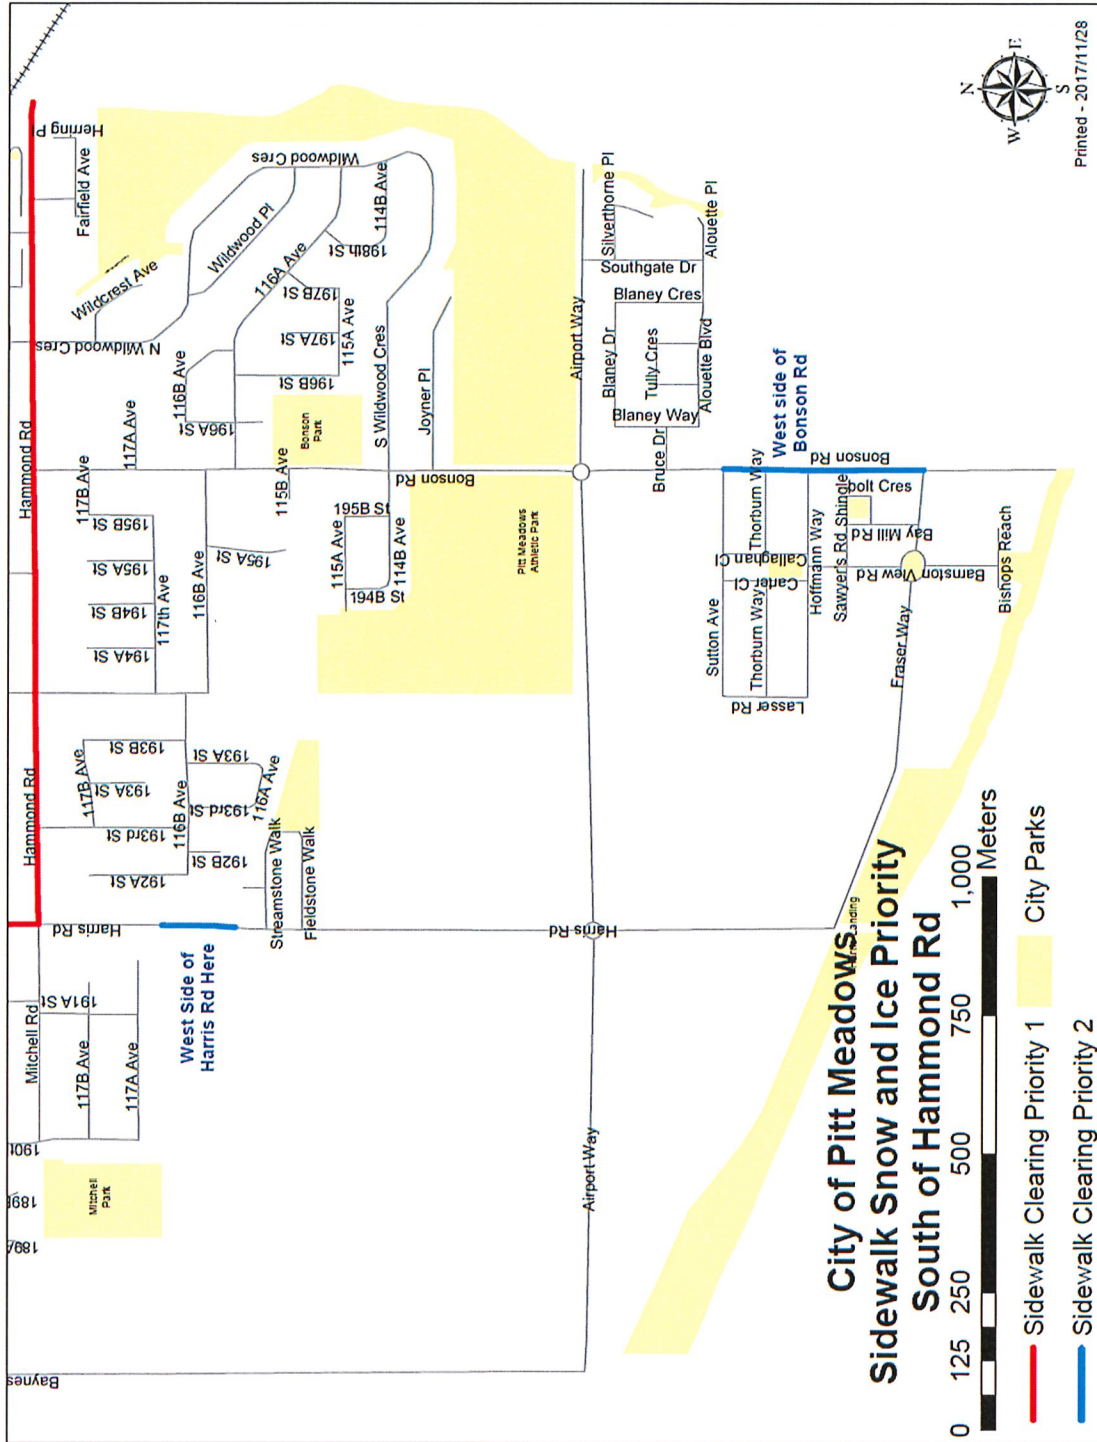 City of Pitt Meadows
Sidewalk Snow and Ice Priority
South of Hammond Rd
0 125 250 500 750 1,000
Meters
Sidewalk Clearing Priority 1
City Parks
Sidewalk Clearing Priority 2
Printed - 2017/11/28
N
E
S
W
West Side of
Harris Rd Here
West side of
Bonson Rd
Hammond Rd
Hammond Rd
Mitchell Rd
Harris Rd
Harris Rd
191A St
117B Ave
117A Ave
Mitchell
Park
Baynes
Airport Way
Airport Way
Herring Pl
Fairfield Ave
Wildcrest Ave
N Wildwood Cres
Wildwood Cres
Wildwood Pl
116A Ave
198th St
114B Ave
197B St
197A St
115A Ave
196B St
116B Ave
196A St
117A Ave
Bonson
Park
S Wildwood Cres
Joyner Pl
Bonson Rd
117B Ave
195B St
195A St
194B St
194A St
117th Ave
116B Ave
195A St
115B Ave
195B St
115A Ave
114B Ave
194B St
Pitt Meadows
Athletic Park
117B Ave
193B St
193A St
193rd St
192A St
116B Ave
193A St
193rd St
116A Ave
192B St
Streamstone Walk
Fieldstone Walk
Silverthorne Pl
Southgate Dr
Alouette Pl
Blaney Cres
Blaney Dr
Tully Cres
Alouette Blvd
Blaney Way
Bruce Dr
Bonson Rd
Thorburn Way
Callaghan Cl
Carter Cl
Thorburn Way
Sutton Ave
Lasser Rd
Hoffmann Way
Sawyers Rd
Shingle
bolt Cres
Bay Mill Rd
Barnston View Rd
Bishops Reach
Fraser Way